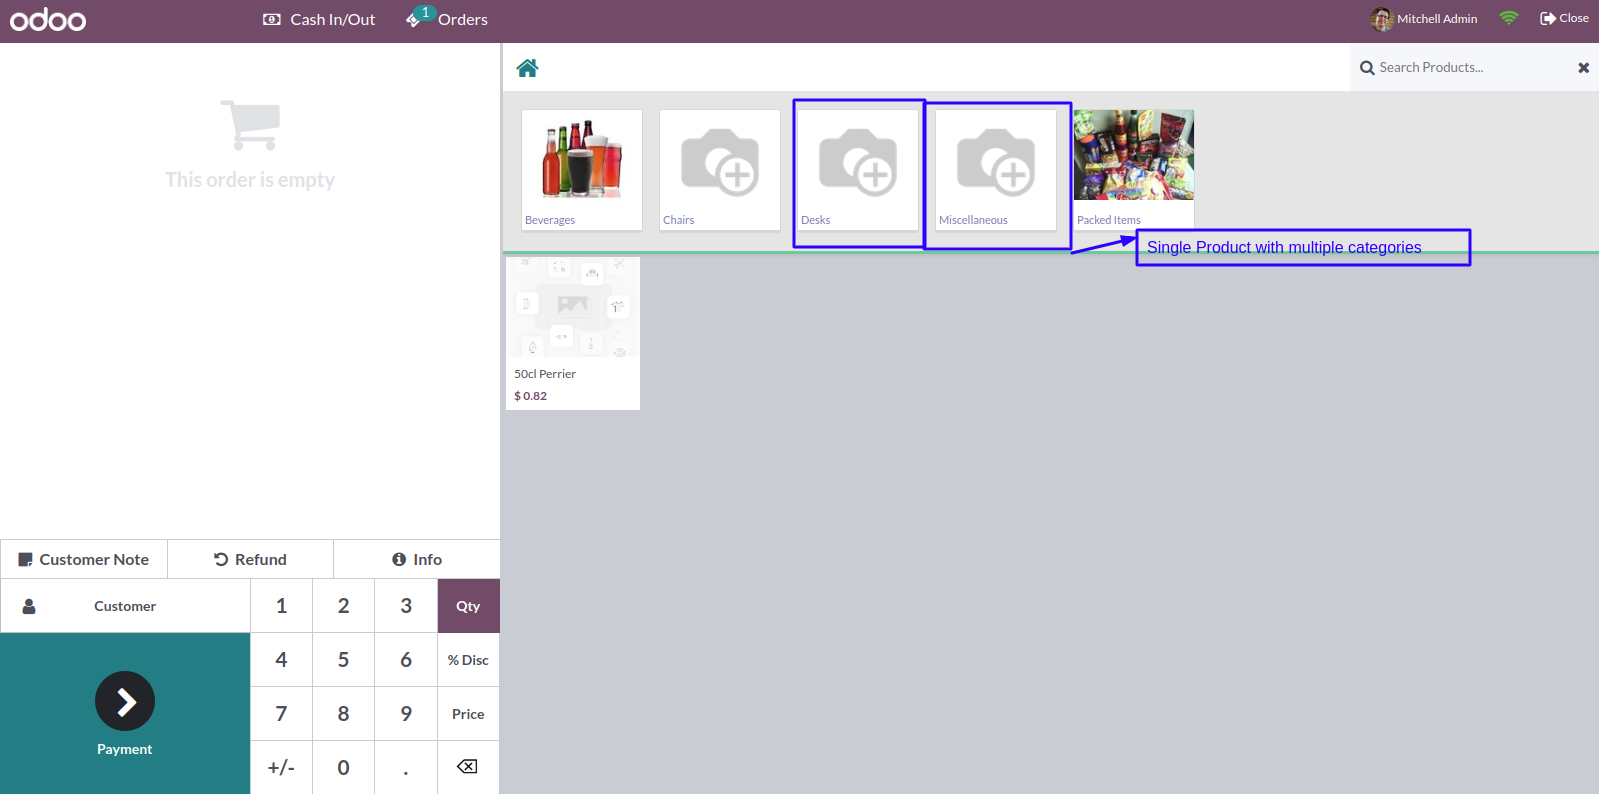 odoo
Cash In/Out
1
Orders
Mitchell Admin
Close
This order is empty
Search Products...
Beverages
Chairs
Desks
Miscellaneous
Packed Items
Single Product with multiple categories
50cl Perrier
$ 0.82
Customer Note
Refund
Info
Customer
1 2 3 Qty
4 5 6 % Disc
7 8 9 Price
+/- 0 .
Payment